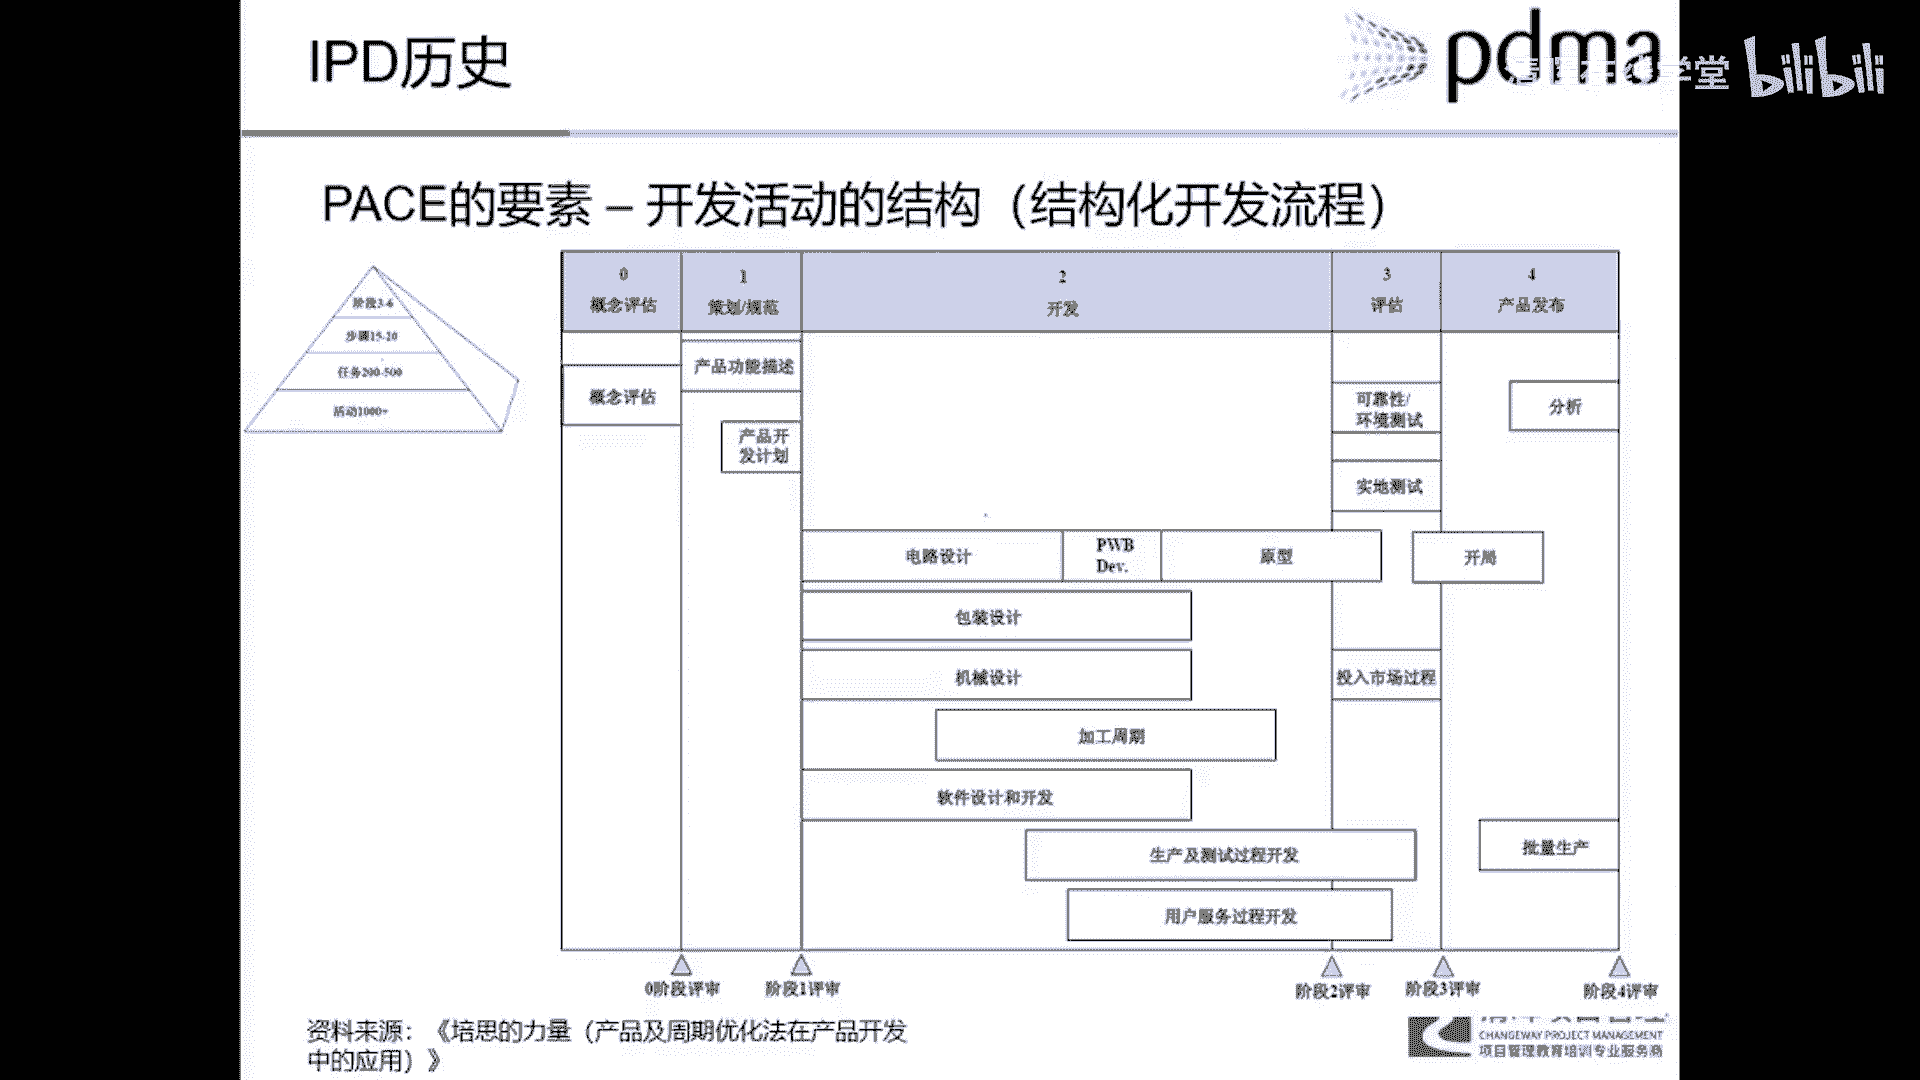 IPD历史
pdma
学堂 bilibili
PACE的要素 – 开发活动的结构（结构化开发流程）
阶段3-6
步骤15-20
任务200-500
活动1000+
0
概念评估
1
策划/规范
2
开发
3
评估
4
产品发布
产品功能描述
概念评估
产品开
发计划
可靠性/
环境测试
分析
实地测试
电路设计
PWB
Dev.
原型
开局
包装设计
机械设计
投入市场过程
加工周期
软件设计和开发
生产及测试过程开发
批量生产
用户服务过程开发
0阶段评审
阶段1评审
阶段2评审
阶段3评审
阶段4评审
资料来源：《培思的力量（产品及周期优化法在产品开发
中的应用）》
CHANGEWAY PROJECT MANAGEMENT
项目管理教育培训专业服务商